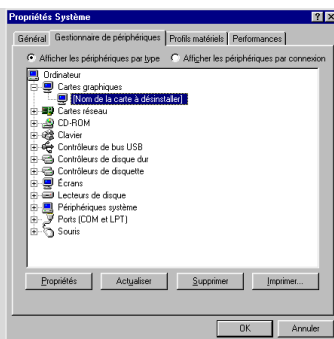 Propriétés Système
Général
Gestionnaire de périphériques
Profils matériels
Performances
Afficher les périphériques par type
Afficher les périphériques par connexion
Ordinateur
Cartes graphiques
[Nom de la carte à désinstaller]
Cartes réseau
CD-ROM
Clavier
Contrôleurs de bus USB
Contrôleurs de disque dur
Contrôleurs de disquette
Écrans
Lecteurs de disque
Périphériques système
Ports (COM et LPT)
Souris
Propriétés
Actualiser
Supprimer
Imprimer...
OK
Annuler